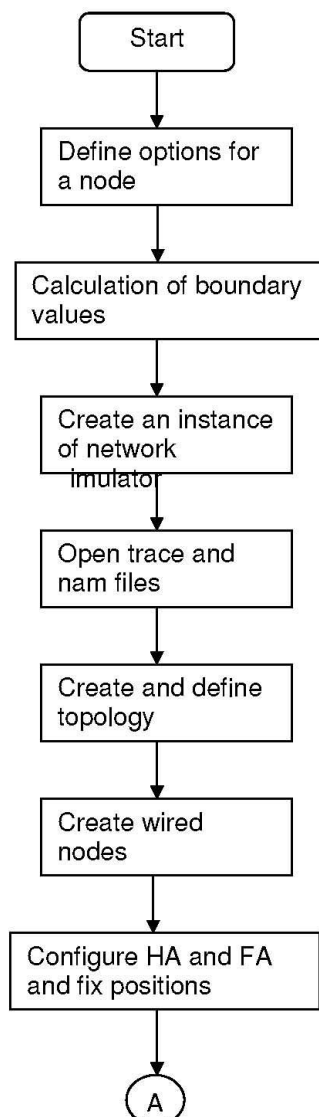 Start
Define options for
a node
Calculation of boundary
values
Create an instance
of network
imulator
Open trace and
nam files
Create and define
topology
Create wired
nodes
Configure HA and FA
and fix positions
A